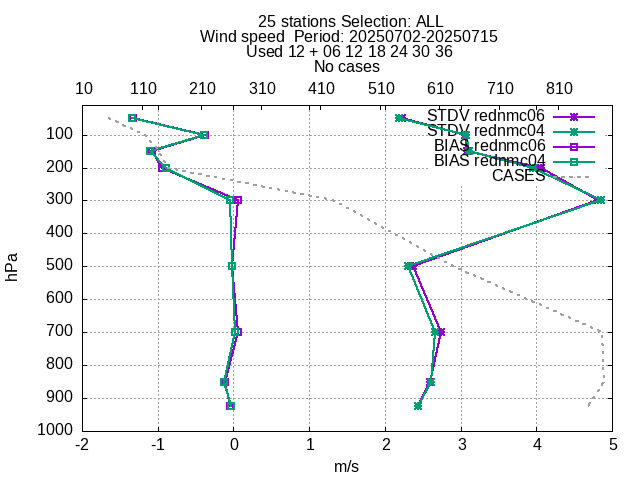 25 stations Selection: ALL
Wind speed  Period: 20250702-20250715
Used 12 + 06 12 18 24 30 36
No cases
10 110 210 310 410 510 610 710 810
STDV rednmc06
STDV rednmc04
BIAS rednmc06
BIAS rednmc04
CASES
100
200
300
400
500
600
700
800
900
1000
hPa
-2 -1 0 1 2 3 4 5
m/s